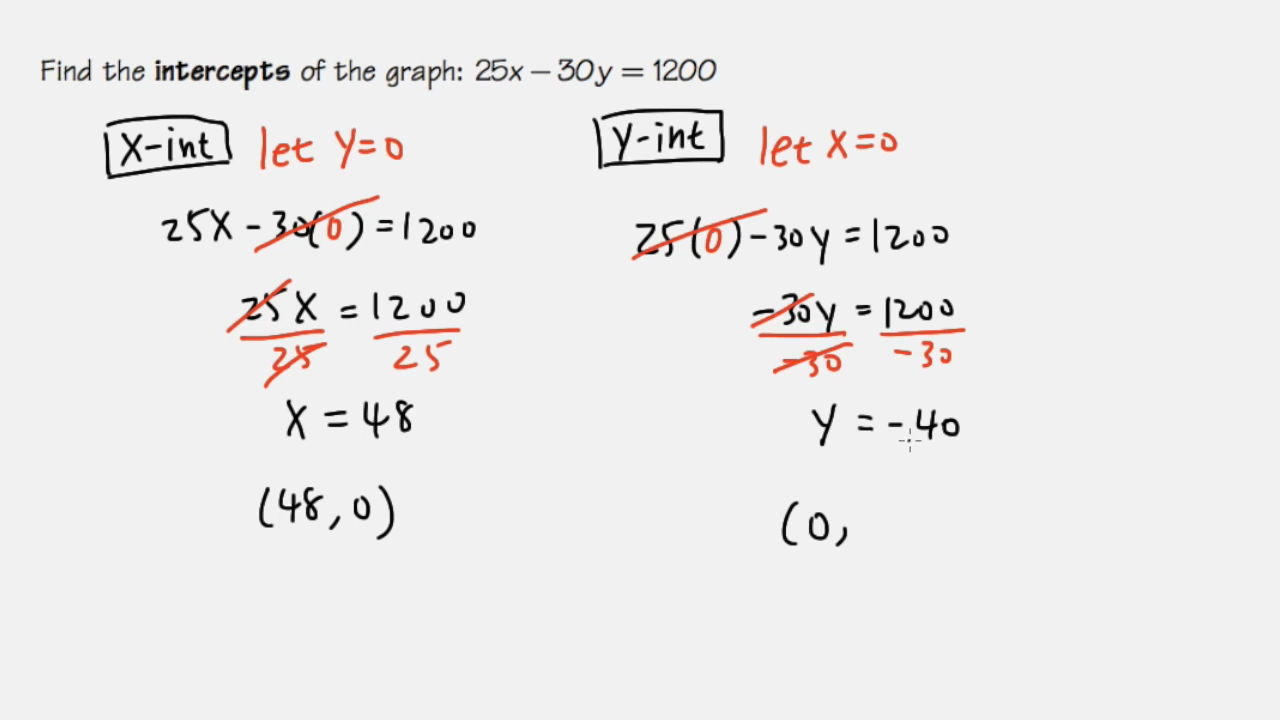 Find the intercepts of the graph: 25x − 30y = 1200
X-int let Y=0
25X - 30(0) = 1200
25X = 1200
25 25
X = 48
(48, 0)
Y-int let X=0
25(0) - 30Y = 1200
-30Y = 1200
-30 -30
Y = -40
(0,